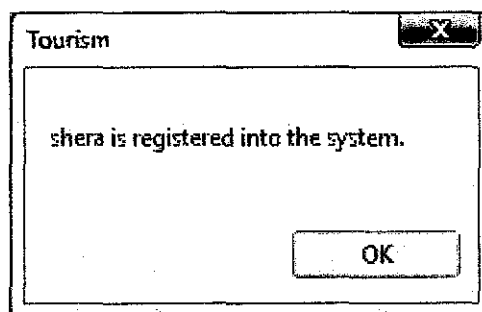 Tourism
shera is registered into the system.
OK